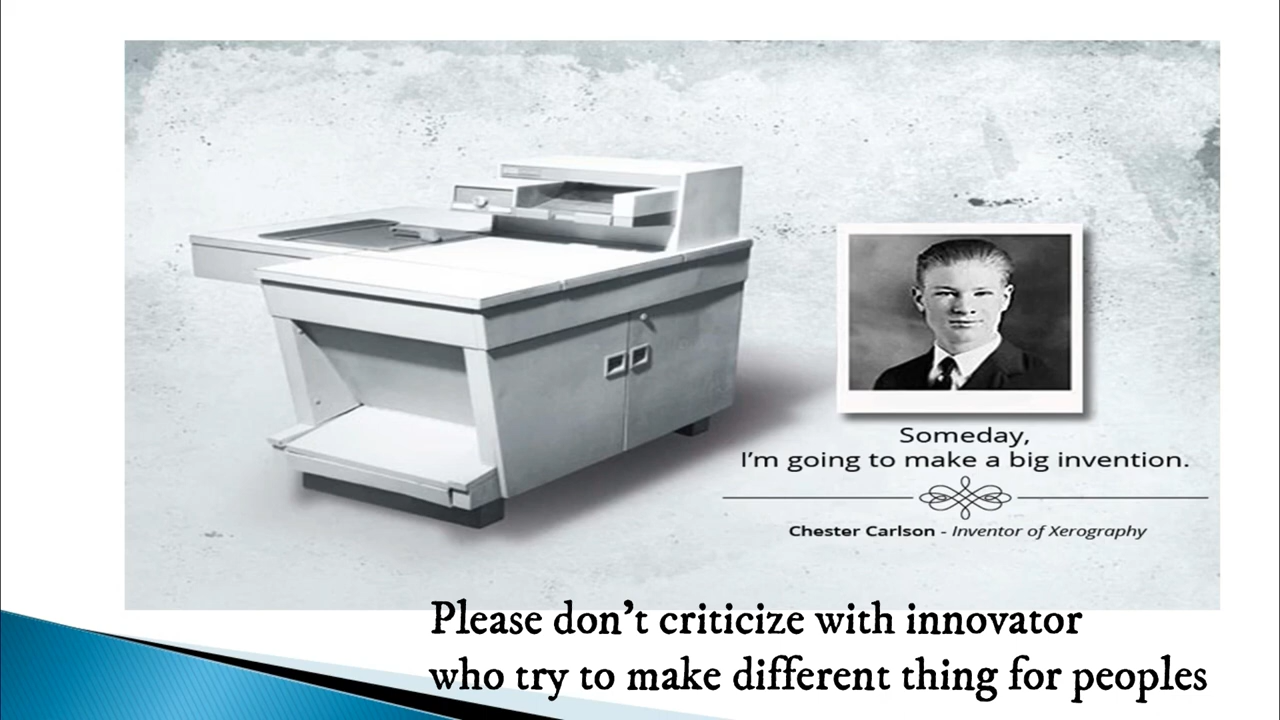 Someday,
I'm going to make a big invention.
Chester Carlson - Inventor of Xerography
Please don't criticize with innovator
who try to make different thing for peoples